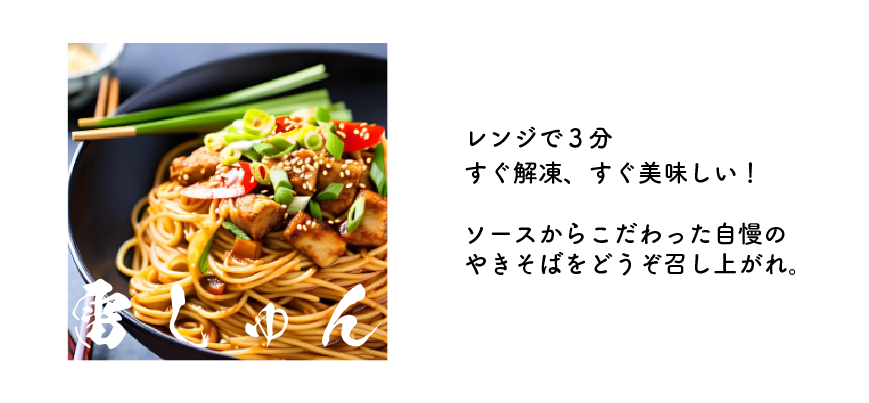 雷しゅん
レンジで３分
すぐ解凍、すぐ美味しい！
ソースからこだわった自慢の
やきそばをどうぞ召し上がれ。